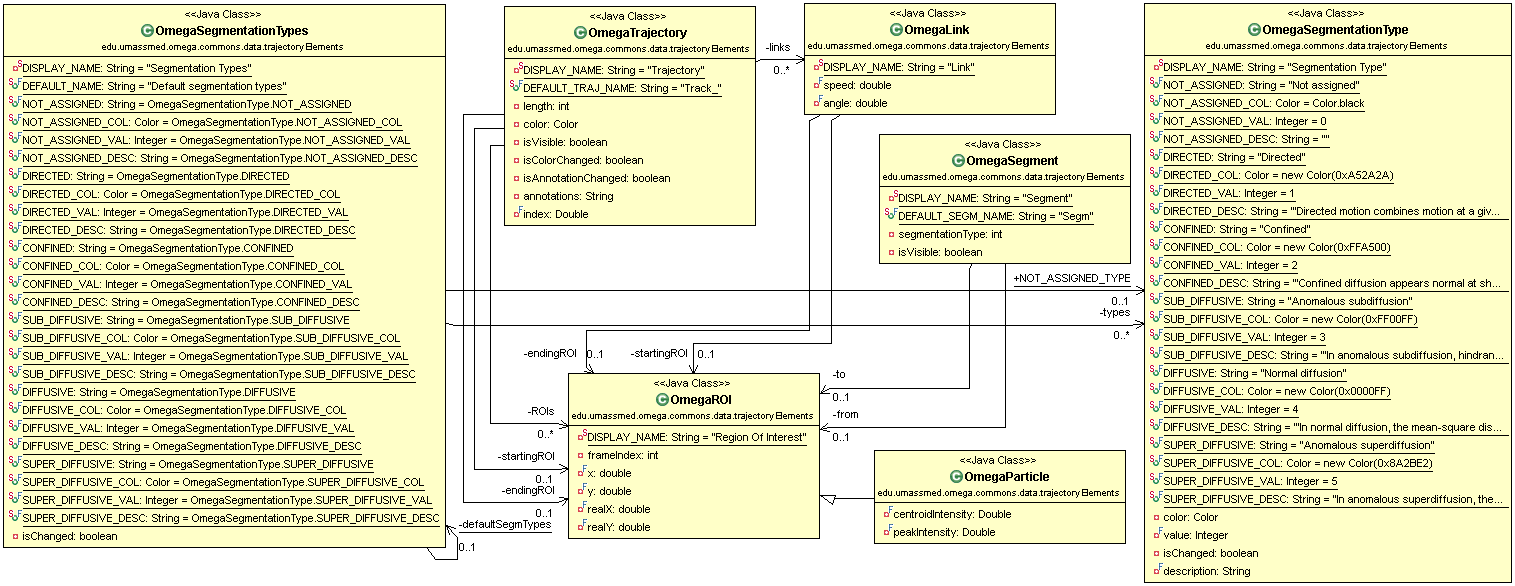 <<Java Class>>
OmegaSegmentationTypes
edu.umassmed.omega.commons.data.trajectoryElements
DISPLAY_NAME: String = "Segmentation Types"
DEFAULT_NAME: String = "Default segmentation types"
NOT_ASSIGNED: String = OmegaSegmentationType.NOT_ASSIGNED
NOT_ASSIGNED_COL: Color = OmegaSegmentationType.NOT_ASSIGNED_COL
NOT_ASSIGNED_VAL: Integer = OmegaSegmentationType.NOT_ASSIGNED_VAL
NOT_ASSIGNED_DESC: String = OmegaSegmentationType.NOT_ASSIGNED_DESC
DIRECTED: String = OmegaSegmentationType.DIRECTED
DIRECTED_COL: Color = OmegaSegmentationType.DIRECTED_COL
DIRECTED_VAL: Integer = OmegaSegmentationType.DIRECTED_VAL
DIRECTED_DESC: String = OmegaSegmentationType.DIRECTED_DESC
CONFINED: String = OmegaSegmentationType.CONFINED
CONFINED_COL: Color = OmegaSegmentationType.CONFINED_COL
CONFINED_VAL: Integer = OmegaSegmentationType.CONFINED_VAL
CONFINED_DESC: String = OmegaSegmentationType.CONFINED_DESC
SUB_DIFFUSIVE: String = OmegaSegmentationType.SUB_DIFFUSIVE
SUB_DIFFUSIVE_COL: Color = OmegaSegmentationType.SUB_DIFFUSIVE_COL
SUB_DIFFUSIVE_VAL: Integer = OmegaSegmentationType.SUB_DIFFUSIVE_VAL
SUB_DIFFUSIVE_DESC: String = OmegaSegmentationType.SUB_DIFFUSIVE_DESC
DIFFUSIVE: String = OmegaSegmentationType.DIFFUSIVE
DIFFUSIVE_COL: Color = OmegaSegmentationType.DIFFUSIVE_COL
DIFFUSIVE_VAL: Integer = OmegaSegmentationType.DIFFUSIVE_VAL
DIFFUSIVE_DESC: String = OmegaSegmentationType.DIFFUSIVE_DESC
SUPER_DIFFUSIVE: String = OmegaSegmentationType.SUPER_DIFFUSIVE
SUPER_DIFFUSIVE_COL: Color = OmegaSegmentationType.SUPER_DIFFUSIVE_COL
SUPER_DIFFUSIVE_VAL: Integer = OmegaSegmentationType.SUPER_DIFFUSIVE_VAL
SUPER_DIFFUSIVE_DESC: String = OmegaSegmentationType.SUPER_DIFFUSIVE_DESC
isChanged: boolean
-defaultSegmTypes
0..1
<<Java Class>>
OmegaTrajectory
edu.umassmed.omega.commons.data.trajectoryElements
DISPLAY_NAME: String = "Trajectory"
DEFAULT_TRAJ_NAME: String = "Track_"
length: int
color: Color
isVisible: boolean
isColorChanged: boolean
isAnnotationChanged: boolean
annotations: String
index: Double
-links
0..*
<<Java Class>>
OmegaLink
edu.umassmed.omega.commons.data.trajectoryElements
DISPLAY_NAME: String = "Link"
speed: double
angle: double
<<Java Class>>
OmegaSegment
edu.umassmed.omega.commons.data.trajectoryElements
DISPLAY_NAME: String = "Segment"
DEFAULT_SEGM_NAME: String = "Segm"
segmentationType: int
isVisible: boolean
+NOT_ASSIGNED_TYPE
0..1
-types
0..*
-endingROI
0..1
-startingROI
0..1
-to
0..1
-from
0..1
-ROIs
0..*
-startingROI
0..1
-endingROI
0..1
<<Java Class>>
OmegaROI
edu.umassmed.omega.commons.data.trajectoryElements
DISPLAY_NAME: String = "Region Of Interest"
frameIndex: int
x: double
y: double
realX: double
realY: double
<<Java Class>>
OmegaParticle
edu.umassmed.omega.commons.data.trajectoryElements
centroidIntensity: Double
peakIntensity: Double
<<Java Class>>
OmegaSegmentationType
edu.umassmed.omega.commons.data.trajectoryElements
DISPLAY_NAME: String = "Segmentation Type"
NOT_ASSIGNED: String = "Not assigned"
NOT_ASSIGNED_COL: Color = Color.black
NOT_ASSIGNED_VAL: Integer = 0
NOT_ASSIGNED_DESC: String = ""
DIRECTED: String = "Directed"
DIRECTED_COL: Color = new Color(0xA52A2A)
DIRECTED_VAL: Integer = 1
DIRECTED_DESC: String = "Directed motion combines motion at a giv...
CONFINED: String = "Confined"
CONFINED_COL: Color = new Color(0xFFA500)
CONFINED_VAL: Integer = 2
CONFINED_DESC: String = "Confined diffusion appears normal at sh...
SUB_DIFFUSIVE: String = "Anomalous subdiffusion"
SUB_DIFFUSIVE_COL: Color = new Color(0xFF00FF)
SUB_DIFFUSIVE_VAL: Integer = 3
SUB_DIFFUSIVE_DESC: String = "In anomalous subdiffusion, hindran...
DIFFUSIVE: String = "Normal diffusion"
DIFFUSIVE_COL: Color = new Color(0x0000FF)
DIFFUSIVE_VAL: Integer = 4
DIFFUSIVE_DESC: String = "In normal diffusion, the mean-square dis...
SUPER_DIFFUSIVE: String = "Anomalous superdiffusion"
SUPER_DIFFUSIVE_COL: Color = new Color(0x8A2BE2)
SUPER_DIFFUSIVE_VAL: Integer = 5
SUPER_DIFFUSIVE_DESC: String = "In anomalous superdiffusion, the...
color: Color
value: Integer
isChanged: boolean
description: String